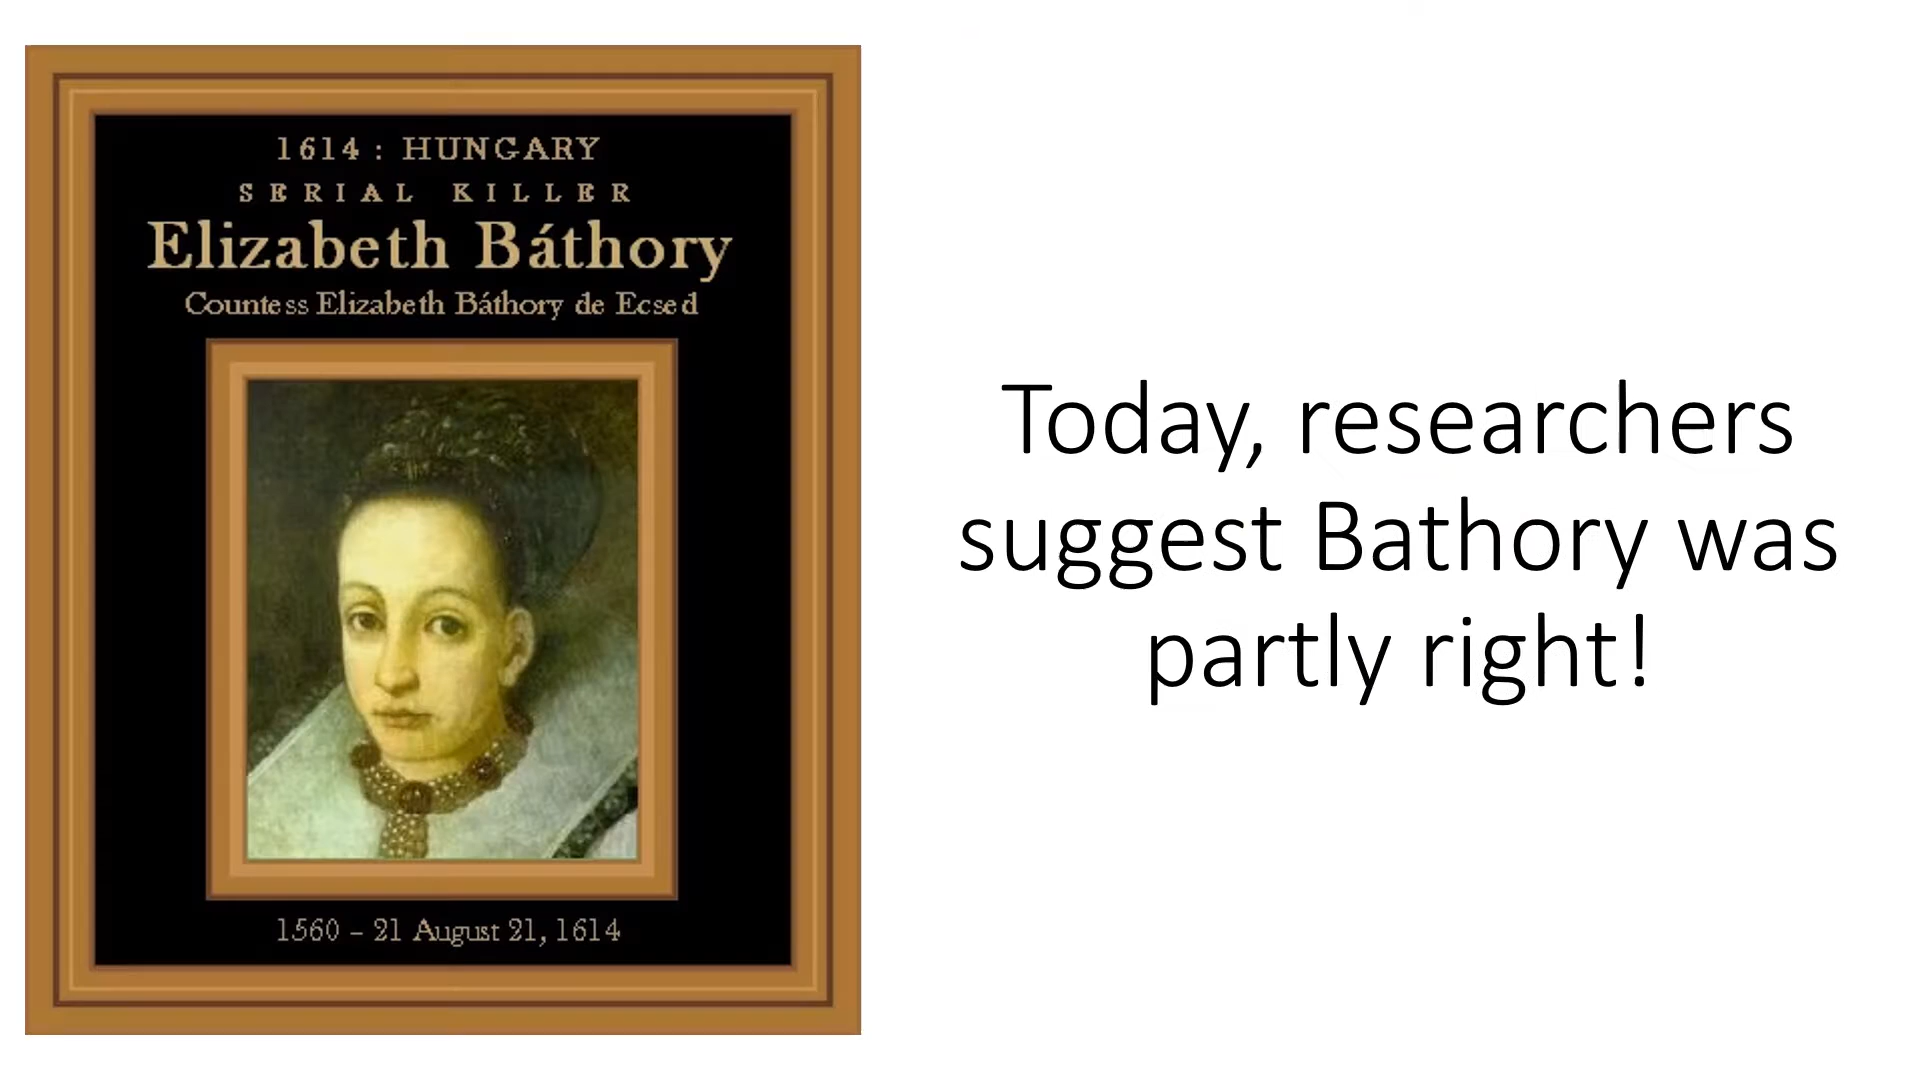 1614 : HUNGARY
SERIAL KILLER
Elizabeth Báthory
Countess Elizabeth Báthory de Ecsed
1560 – 21 August 21, 1614
Today, researchers
suggest Bathory was
partly right!